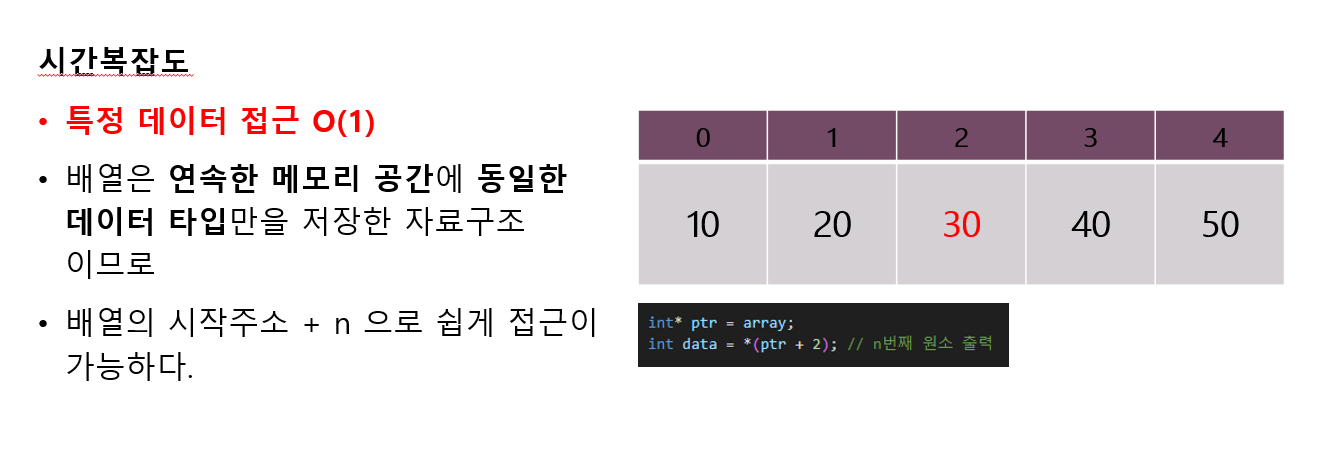 시간복잡도
• 특정 데이터 접근 O(1)
• 배열은 연속한 메모리 공간에 동일한
데이터 타입만을 저장한 자료구조
이므로
• 배열의 시작주소 + n 으로 쉽게 접근이
가능하다.
0 1 2 3 4
10 20 30 40 50
int* ptr = array;
int data = *(ptr + 2); // n번째 원소 출력